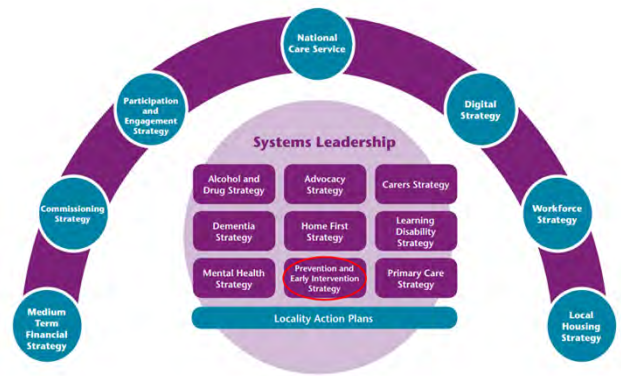 National
Care Service
Participation
and
Engagement
Strategy
Digital
Strategy
Commissioning
Strategy
Workforce
Strategy
Medium
Term
Financial
Strategy
Local
Housing
Strategy
Systems Leadership
Alcohol and
Drug Strategy
Advocacy
Strategy
Carers Strategy
Dementia
Strategy
Home First
Strategy
Learning
Disability
Strategy
Mental Health
Strategy
Prevention and
Early Intervention
Strategy
Primary Care
Strategy
Locality Action Plans